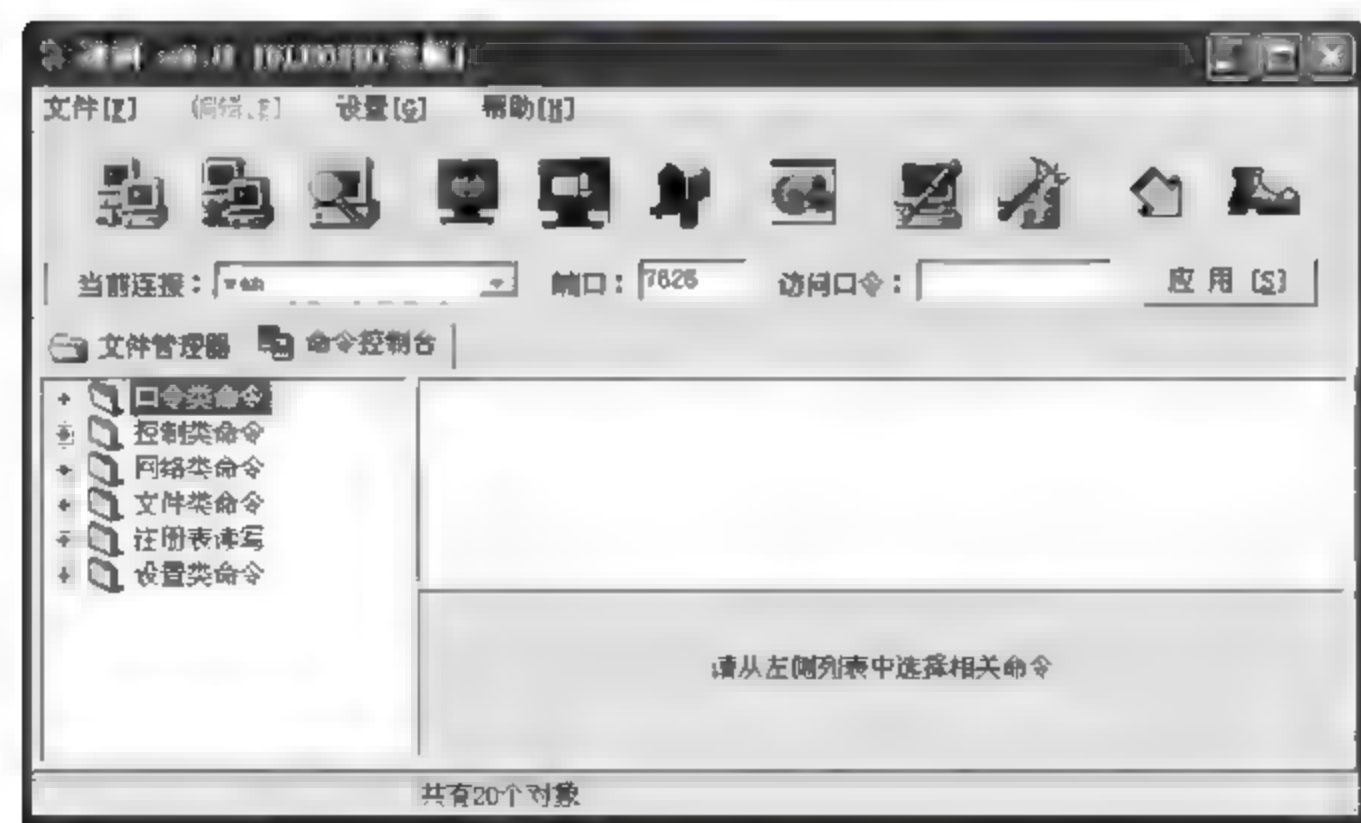 文件[F] 编辑[E] 设置[G] 帮助[H]
当前连接： 端口：7626 访问口令： 应 用 [S]
文件管理器 命令控制台
口令类命令
控制类命令
网络类命令
文件类命令
注册表读写
设置类命令
请从左侧列表中选择相关命令
共有20个对象